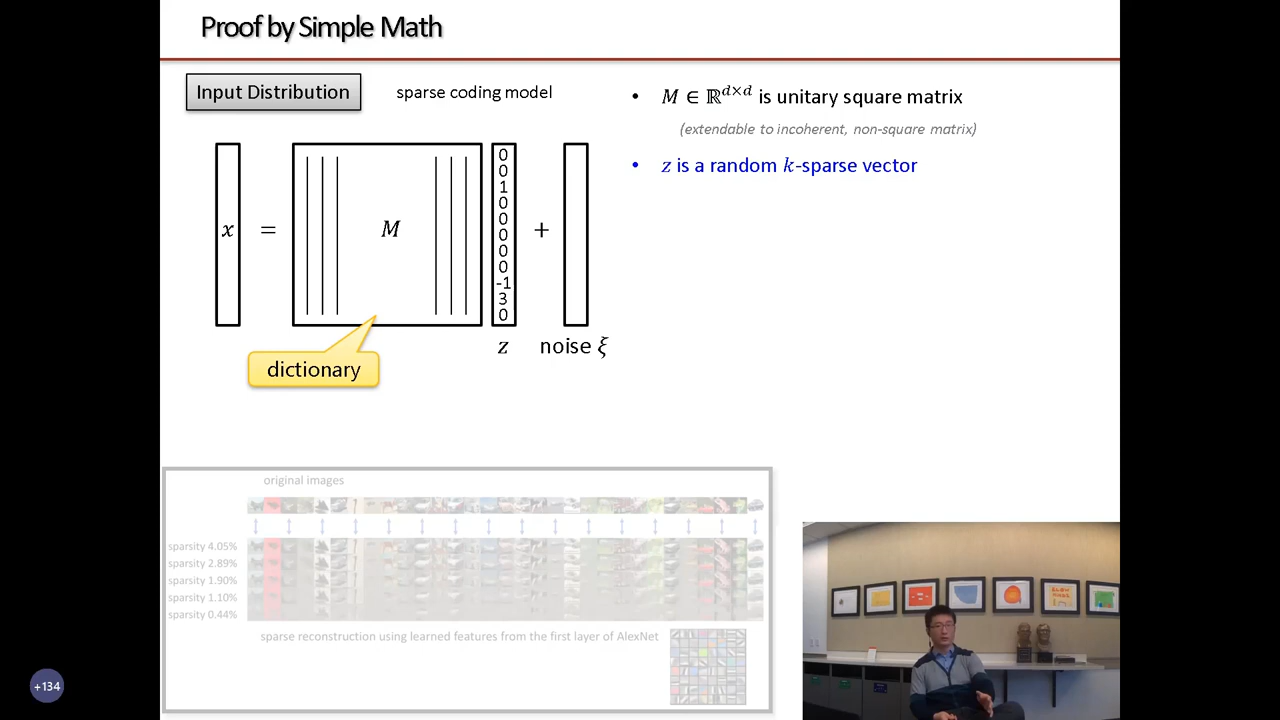 Proof by Simple Math
Input Distribution
sparse coding model
• M ∈ ℝ^{d×d} is unitary square matrix
(extendable to incoherent, non-square matrix)
• z is a random k-sparse vector
x
=
M
0
0
1
0
0
0
0
0
-1
3
0
+
z
noise ξ
dictionary
original images
sparsity 4.05%
sparsity 2.89%
sparsity 1.90%
sparsity 1.10%
sparsity 0.44%
sparse reconstruction using learned features from the first layer of AlexNet
+134